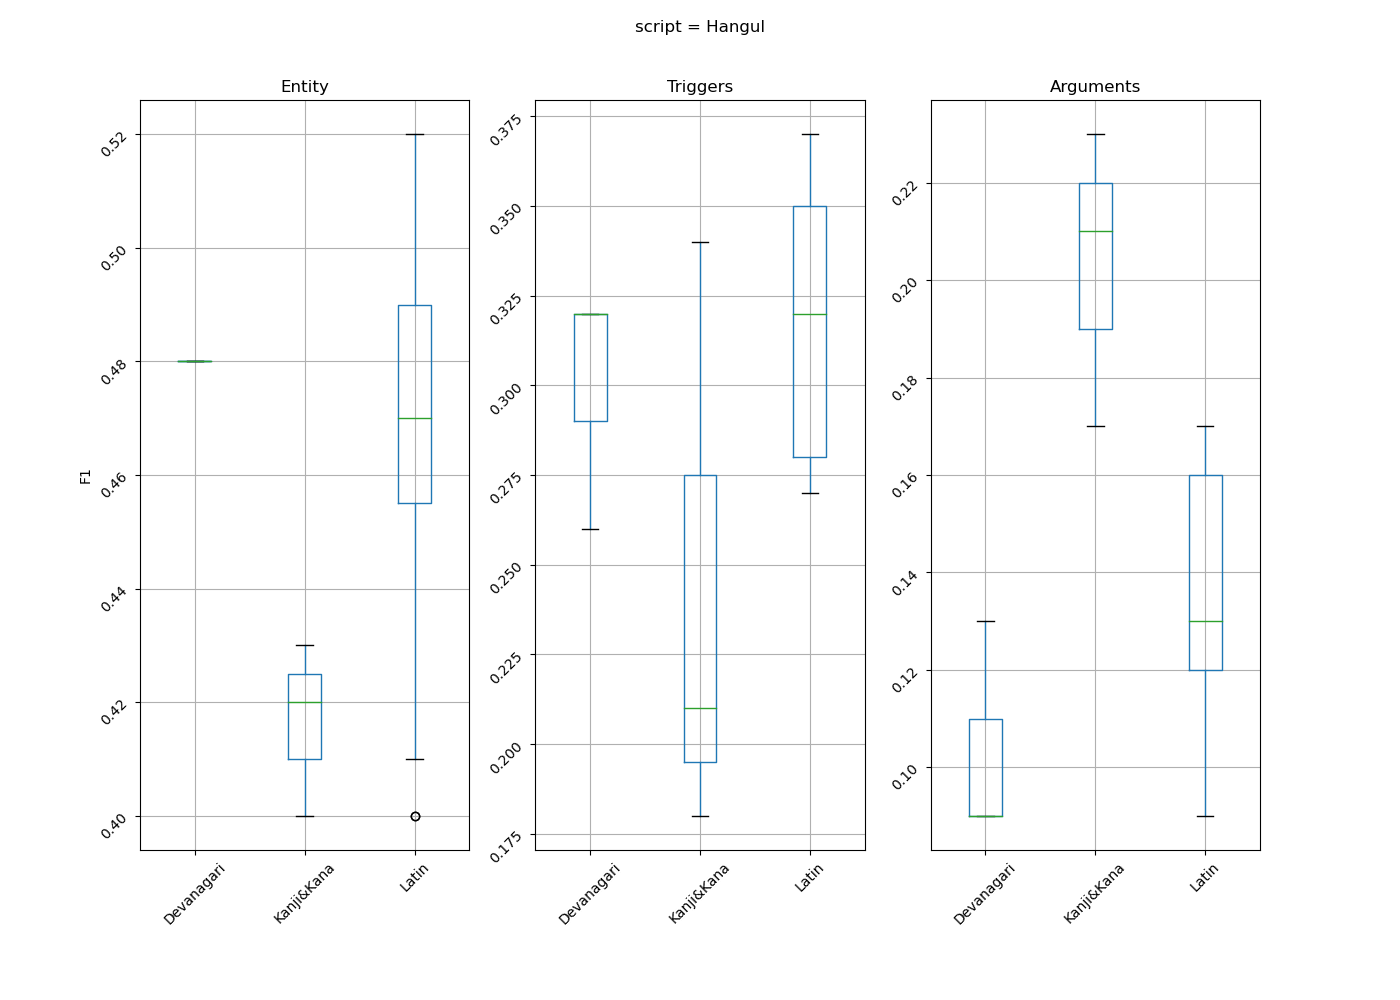 script = Hangul
Entity
Triggers
Arguments
F1
0.52
0.50
0.48
0.46
0.44
0.42
0.40
Devanagari
Kanji&Kana
Latin
0.375
0.350
0.325
0.300
0.275
0.250
0.225
0.200
0.175
Devanagari
Kanji&Kana
Latin
0.22
0.20
0.18
0.16
0.14
0.12
0.10
Devanagari
Kanji&Kana
Latin